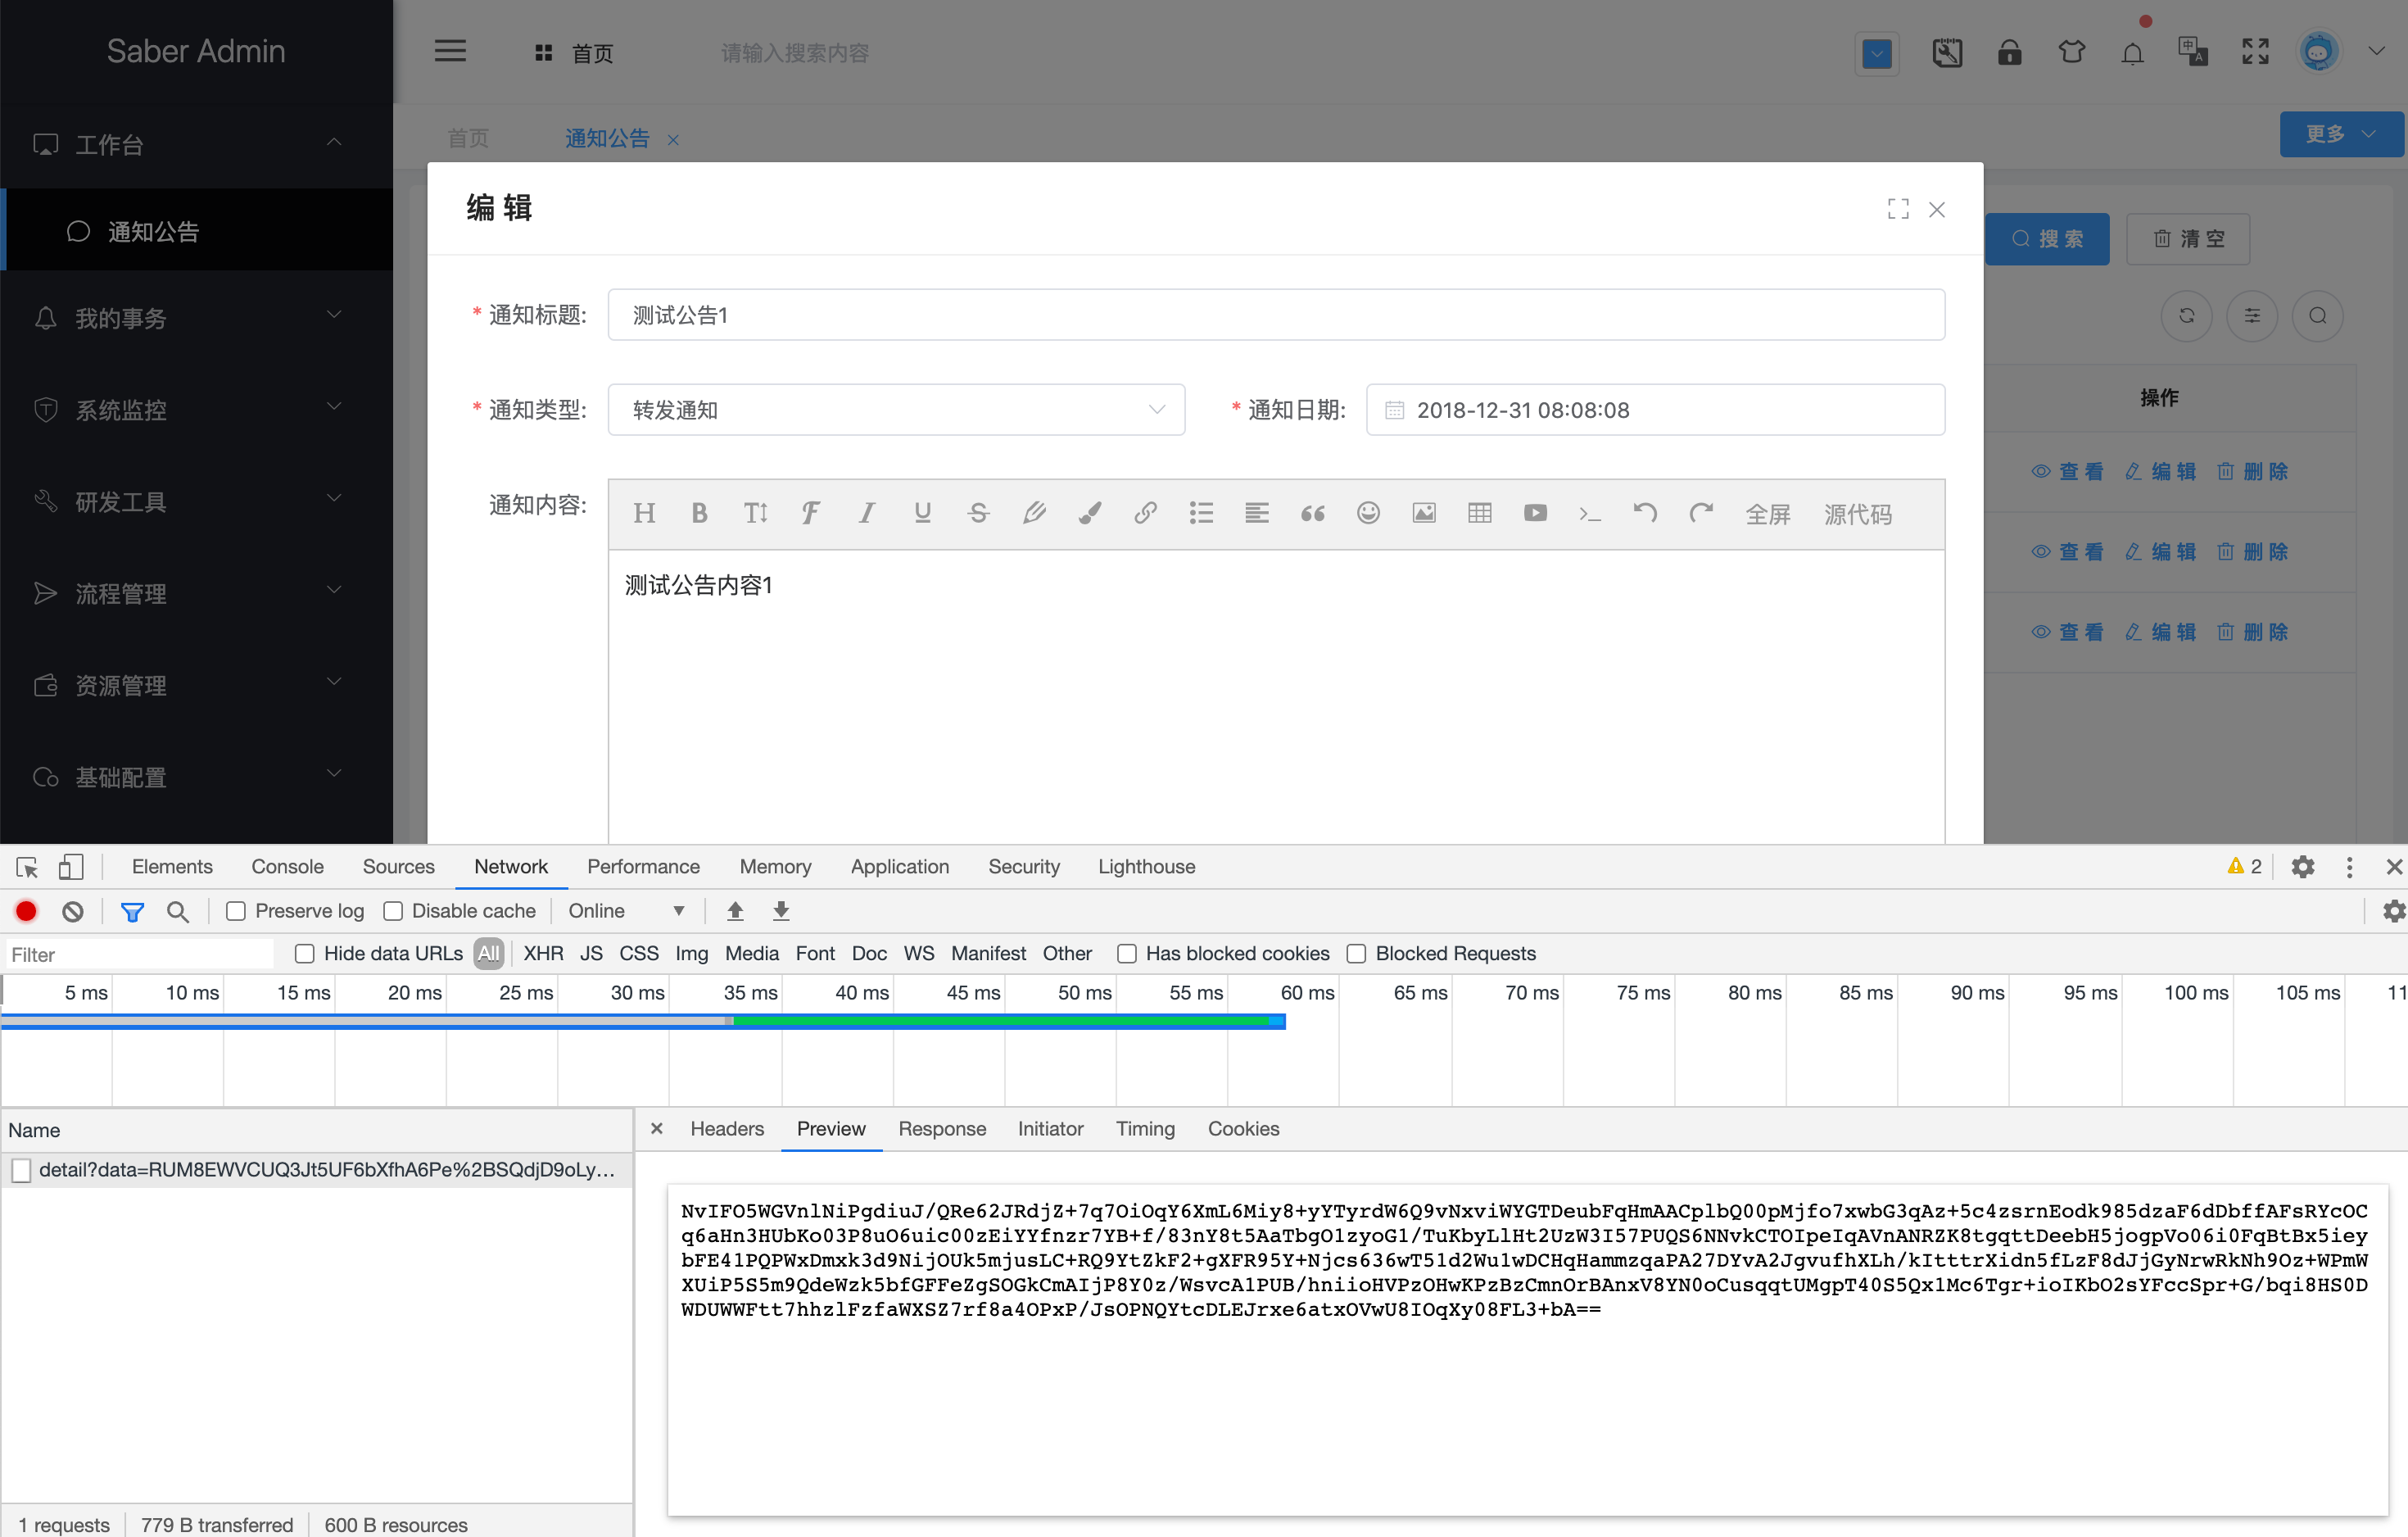 Saber Admin
首页
请输入搜索内容
工作台
通知公告
我的事务
系统监控
研发工具
流程管理
资源管理
基础配置
首页
通知公告
更多
编 辑
搜 索
清 空
* 通知标题: 测试公告1
* 通知类型: 转发通知
* 通知日期: 2018-12-31 08:08:08
通知内容:
全屏 源代码
测试公告内容1
操作
查 看 编 辑 删 除
查 看 编 辑 删 除
查 看 编 辑 删 除
Elements Console Sources Network Performance Memory Application Security Lighthouse 2
Preserve log Disable cache Online
Filter Hide data URLs All XHR JS CSS Img Media Font Doc WS Manifest Other Has blocked cookies Blocked Requests
5 ms 10 ms 15 ms 20 ms 25 ms 30 ms 35 ms 40 ms 45 ms 50 ms 55 ms 60 ms 65 ms 70 ms 75 ms 80 ms 85 ms 90 ms 95 ms 100 ms 105 ms 11
Name
detail?data=RUM8EWVCUQ3Jt5UF6bXfhA6Pe%2BSQdjD9oLy…
Headers Preview Response Initiator Timing Cookies
NvIFO5WGVnlNiPgdiuJ/QRe62JRdjZ+7q7OiOqY6XmL6Miy8+yYTyrdW6Q9vNxviWYGTDeubFqHmAACplbQ00pMjfo7xwbG3qAz+5c4zsrnEodk985dzaF6dDbffAFsRYcOC
q6aHn3HUbKo03P8uO6uic00zEiYYfnzr7YB+f/83nY8t5AaTbgO1zyoG1/TuKbyLlHt2UzW3I57PUQS6NNvkCTOIpeIqAVnANRZK8tgqttDeebH5jogpVo06i0FqBtBx5iey
bFE41PQPWxDmxk3d9NijOUk5mjusLC+RQ9YtZkF2+gXFR95Y+Njcs636wT51d2Wu1wDCHqHammzqaPA27DYvA2JgvufhXLh/kItttrXidn5fLzF8dJjGyNrwRkNh9Oz+WPmW
XUiP5S5m9QdeWzk5bfGFFeZgSOGkCmAIjP8Y0z/WsvcA1PUB/hniioHVPzOHwKPzBzCmnOrBAnxV8YN0oCusqqtUMgpT40S5Qx1Mc6Tgr+ioIKbO2sYFccSpr+G/bqi8HS0D
WDUWWFtt7hhzlFzfaWXSZ7rf8a4OPxP/JsOPNQYtcDLEJrxe6atxOVwU8IOqXy08FL3+bA==
1 requests 779 B transferred 600 B resources